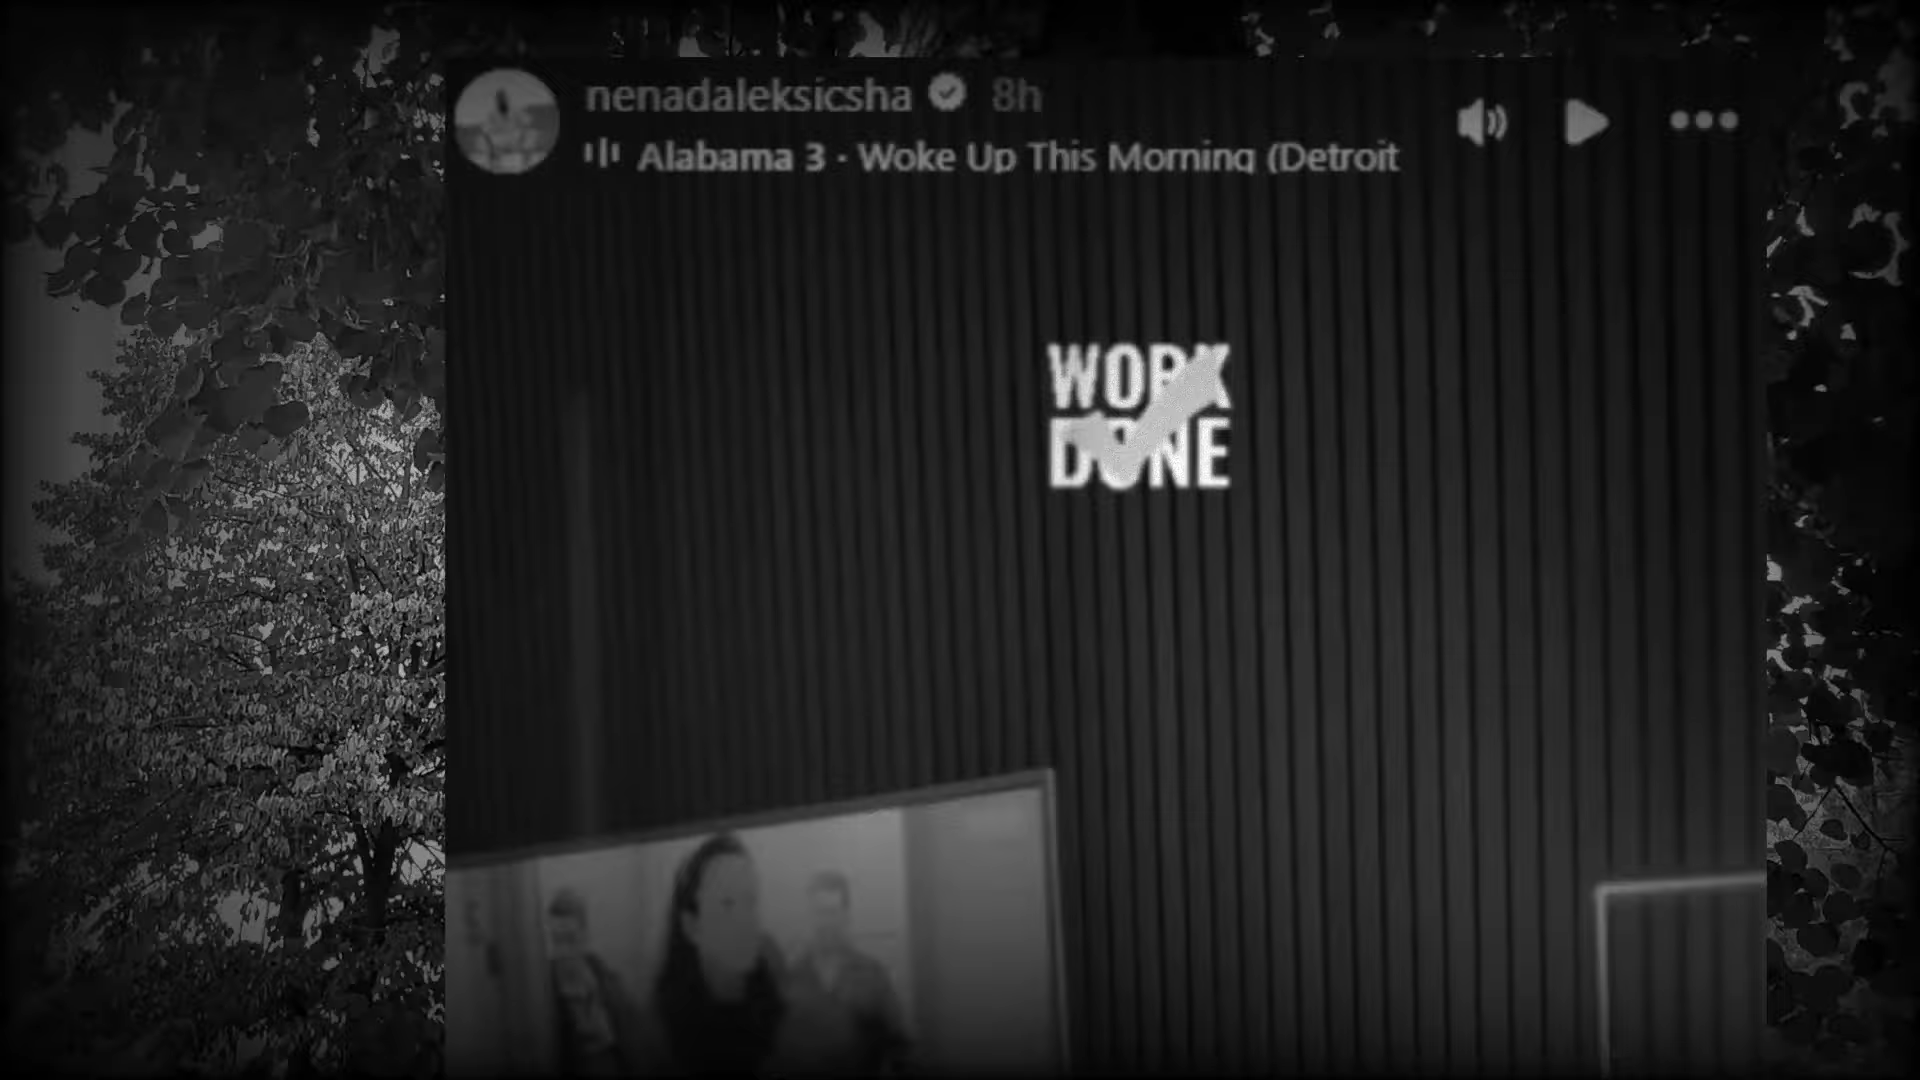 nenadaleksicsha 8h
Alabama 3 · Woke Up This Morning (Detroit
WORK
DONE